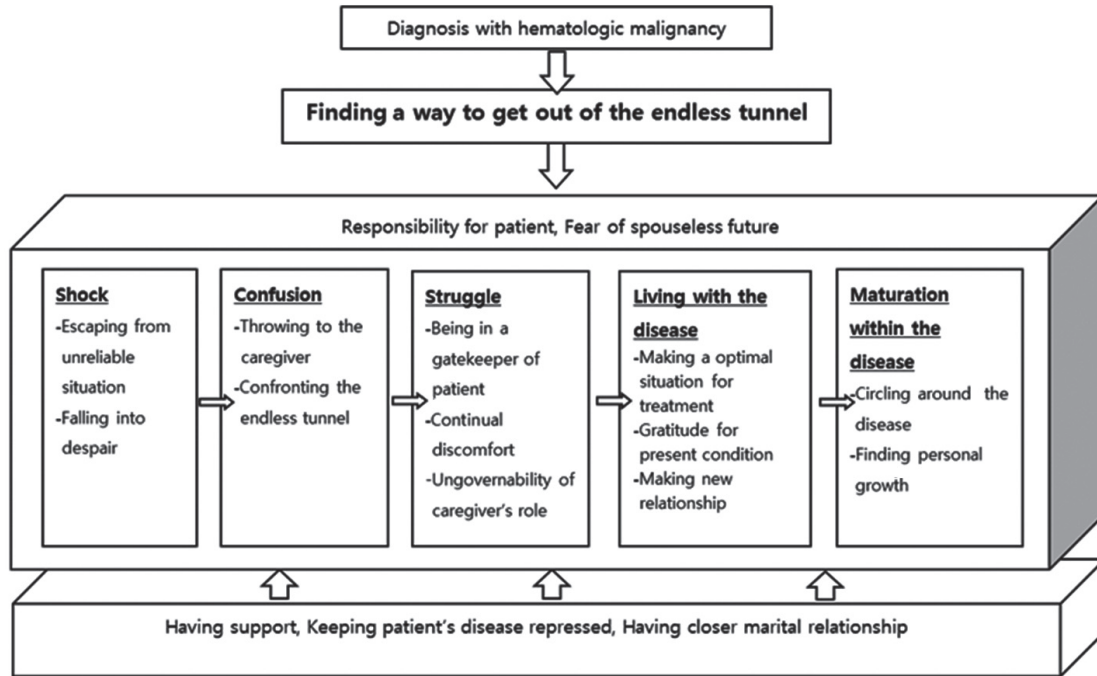 Diagnosis with hematologic malignancy
Finding a way to get out of the endless tunnel
Responsibility for patient, Fear of spouseless future
Shock
-Escaping from
unreliable
situation
-Falling into
despair
Confusion
-Throwing to the
caregiver
-Confronting the
endless tunnel
Struggle
-Being in a
gatekeeper of
patient
-Continual
discomfort
-Ungovernability of
caregiver's role
Living with the
disease
-Making a optimal
situation for
treatment
-Gratitude for
present condition
-Making new
relationship
Maturation
within the
disease
-Circling around the
disease
-Finding personal
growth
Having support, Keeping patient's disease repressed, Having closer marital relationship